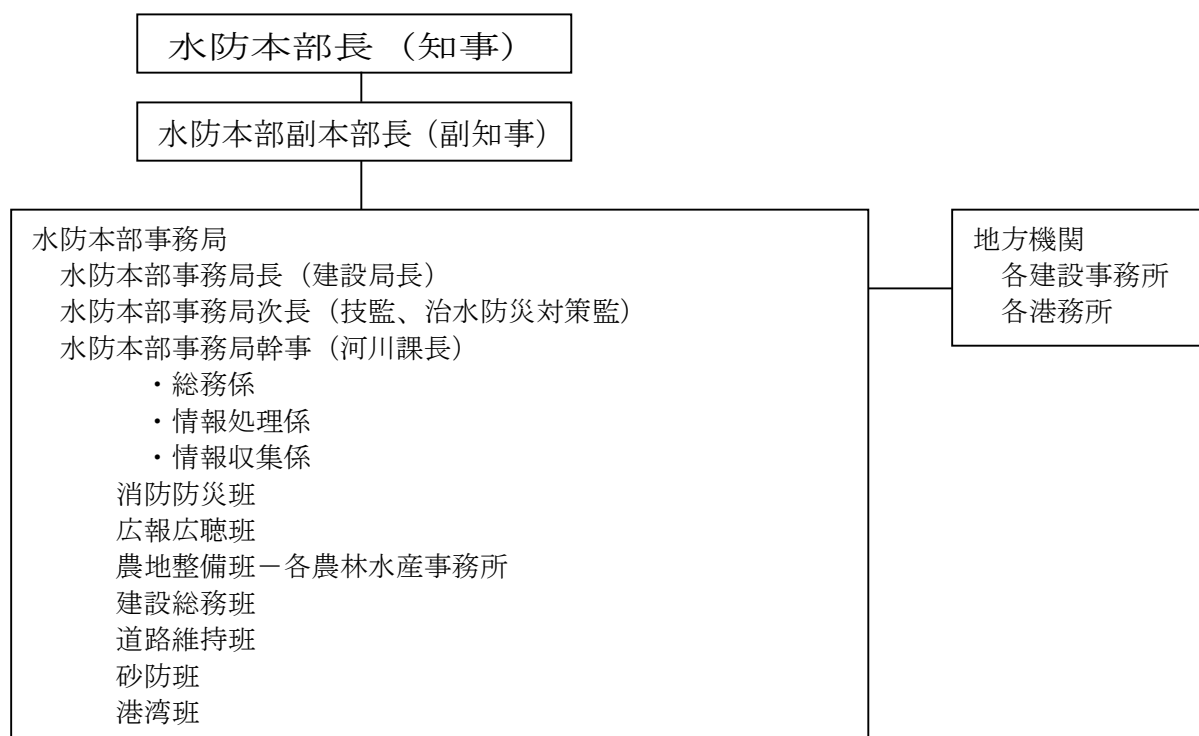 水防本部長（知事）
水防本部副本部長（副知事）
水防本部事務局
水防本部事務局長（建設局長）
水防本部事務局次長（技監、治水防災対策監）
水防本部事務局幹事（河川課長）
・総務係
・情報処理係
・情報収集係
消防防災班
広報広聴班
農地整備班－各農林水産事務所
建設総務班
道路維持班
砂防班
港湾班
地方機関
各建設事務所
各港務所